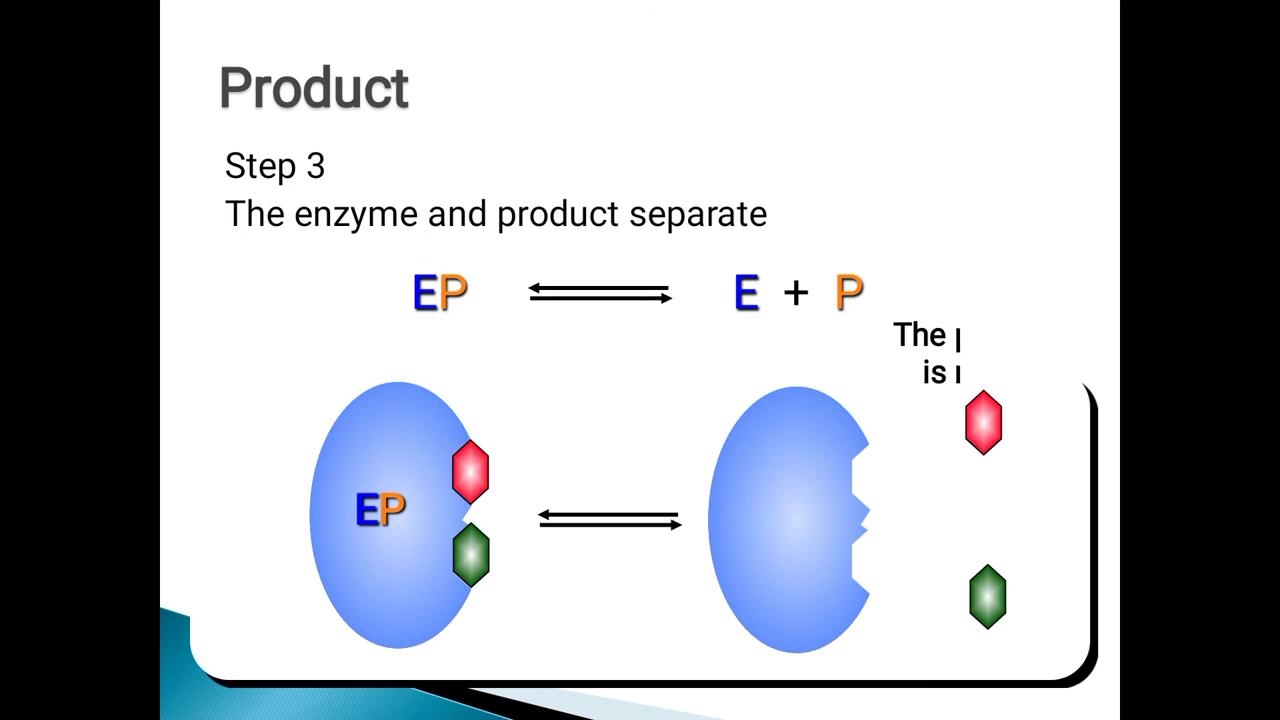 Product
Step 3
The enzyme and product separate
EP E + P
The
is
EP